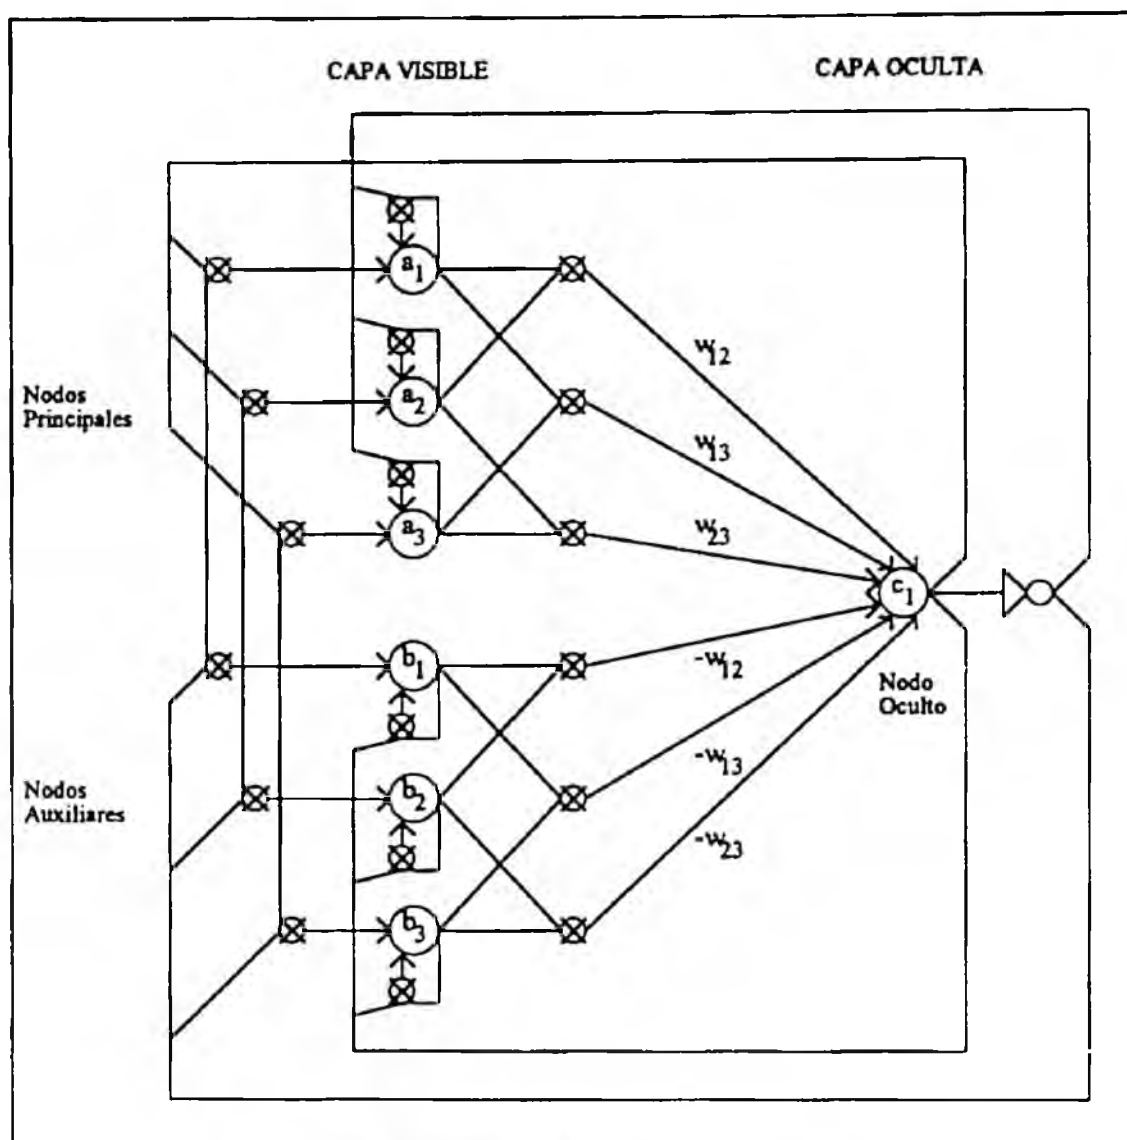 CAPA VISIBLE
CAPA OCULTA
a1
w12
a2
Nodos
Principales
w13
a3
w23
c1
b1
-w12
Nodo
Oculto
b2
-w13
Nodos
Auxiliares
-w23
b3